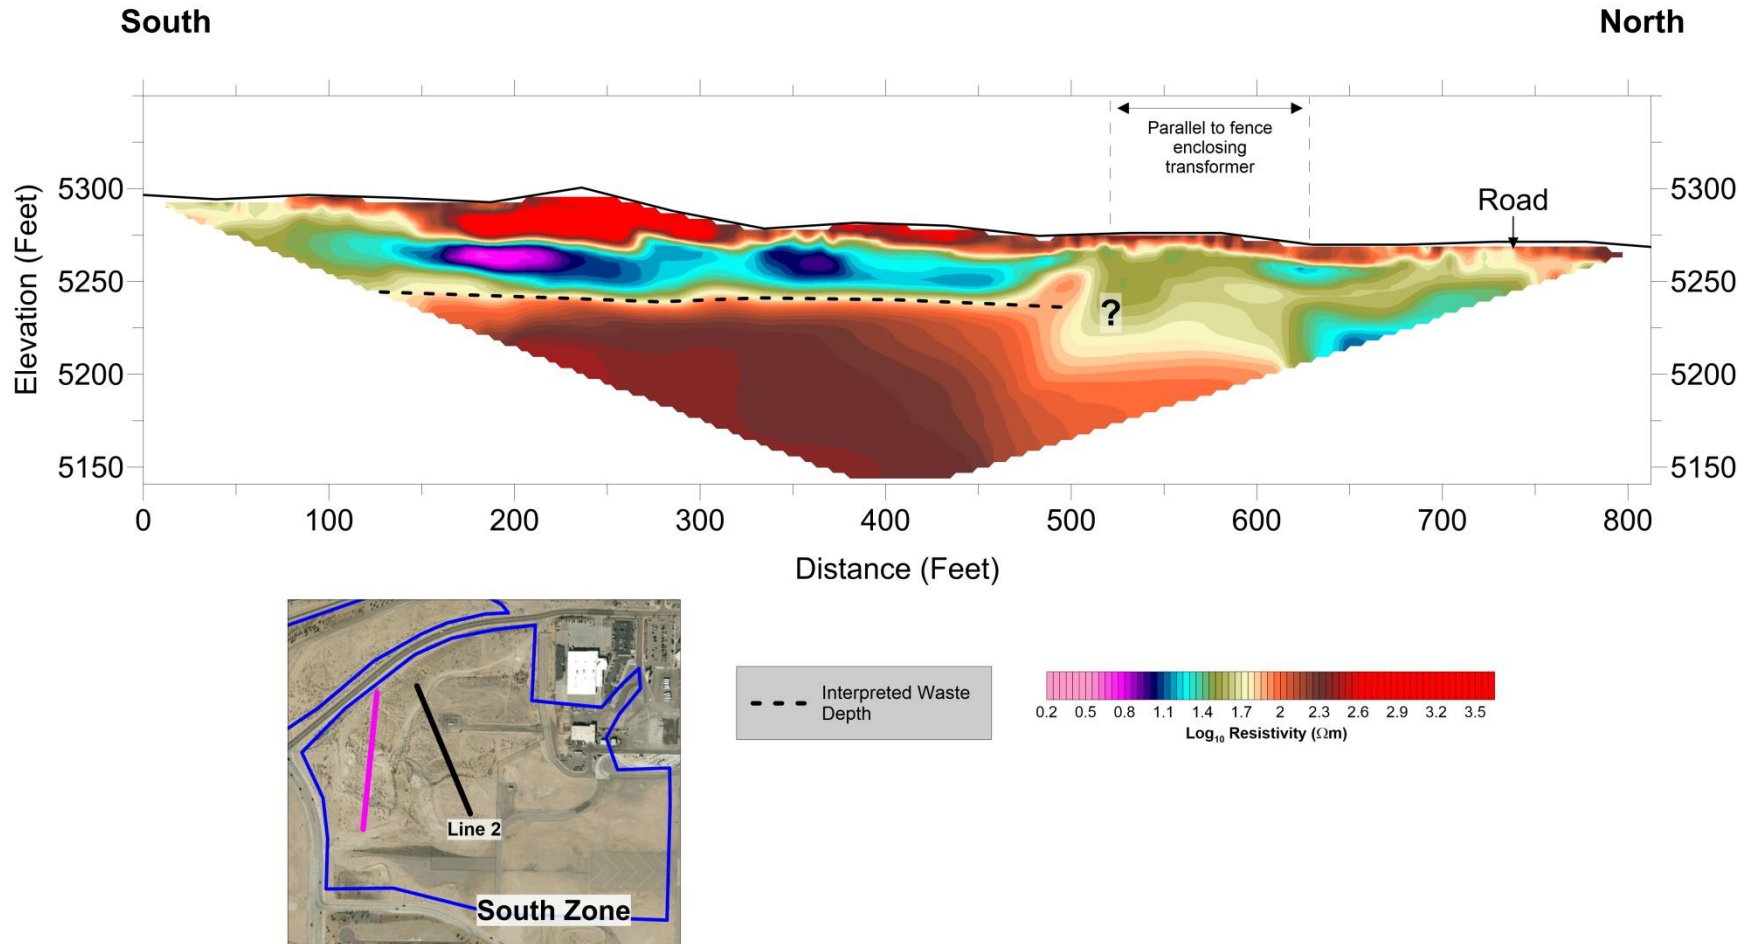 South
North
Parallel to fence
enclosing
transformer
Road
Elevation (Feet)
5300
5250
5200
5150
5300
5250
5200
5150
?
0 100 200 300 400 500 600 700 800
Distance (Feet)
Line 2
South Zone
Interpreted Waste
Depth
0.2 0.5 0.8 1.1 1.4 1.7 2 2.3 2.6 2.9 3.2 3.5
Log₁₀ Resistivity (Ωm)